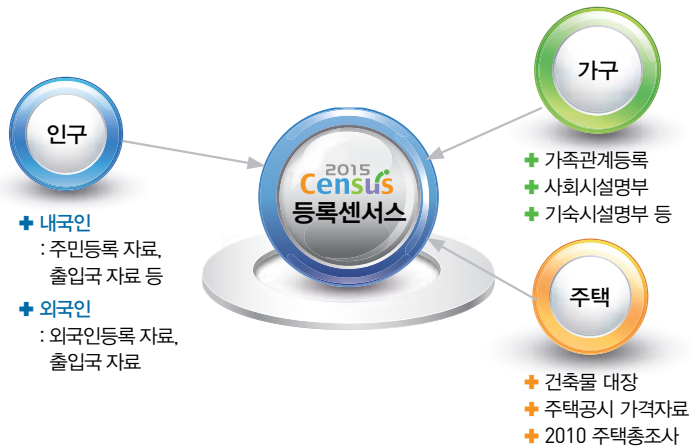 인구
✚ 내국인
: 주민등록 자료,
출입국 자료 등
✚ 외국인
: 외국인등록 자료,
출입국 자료
2015
Census
등록센서스
가구
✚ 가족관계등록
✚ 사회시설명부
✚ 기숙시설명부 등
주택
✚ 건축물 대장
✚ 주택공시 가격자료
✚ 2010 주택총조사